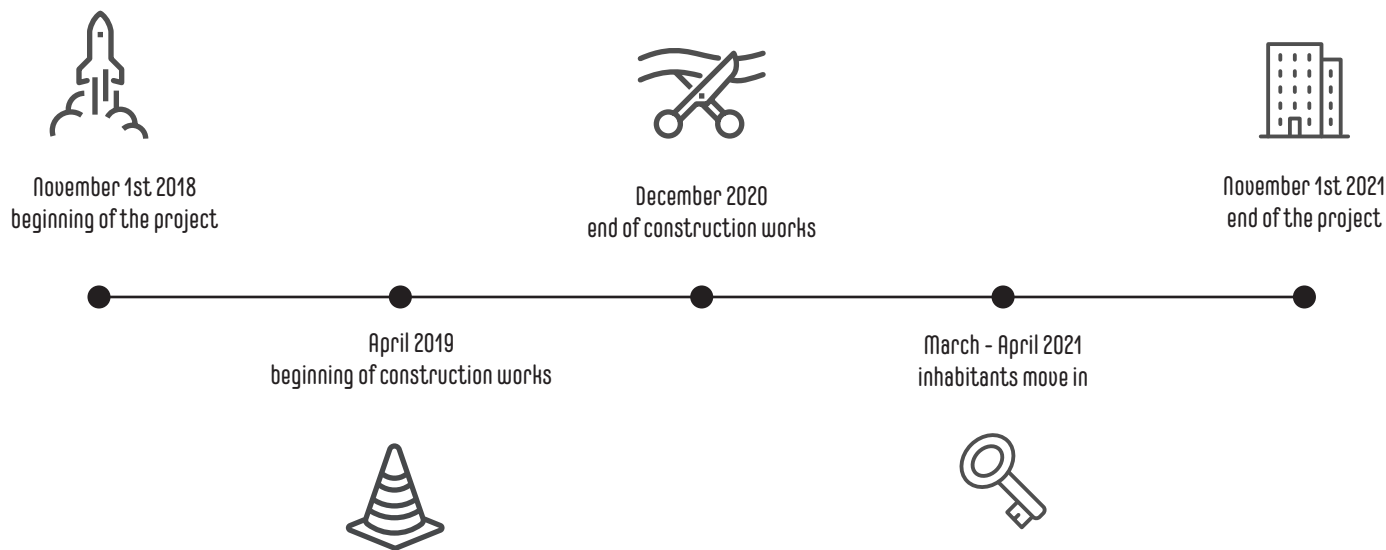 November 1st 2018
beginning of the project
April 2019
beginning of construction works
December 2020
end of construction works
March - April 2021
inhabitants move in
November 1st 2021
end of the project